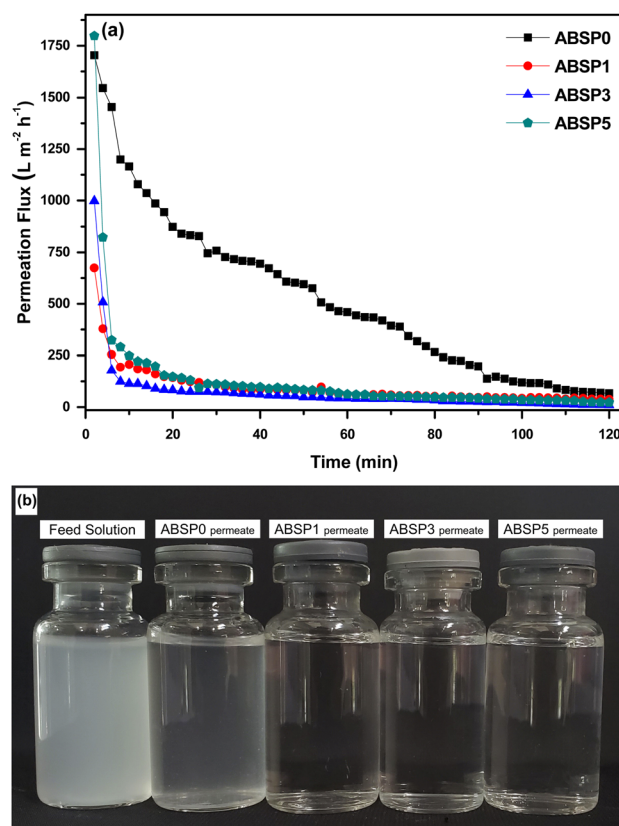 (a)
ABSP0
ABSP1
ABSP3
ABSP5
Permeation Flux (L m⁻² h⁻¹)
1750
1500
1250
1000
750
500
250
0
0 20 40 60 80 100 120
Time (min)
(b)
Feed Solution ABSP0 permeate ABSP1 permeate ABSP3 permeate ABSP5 permeate